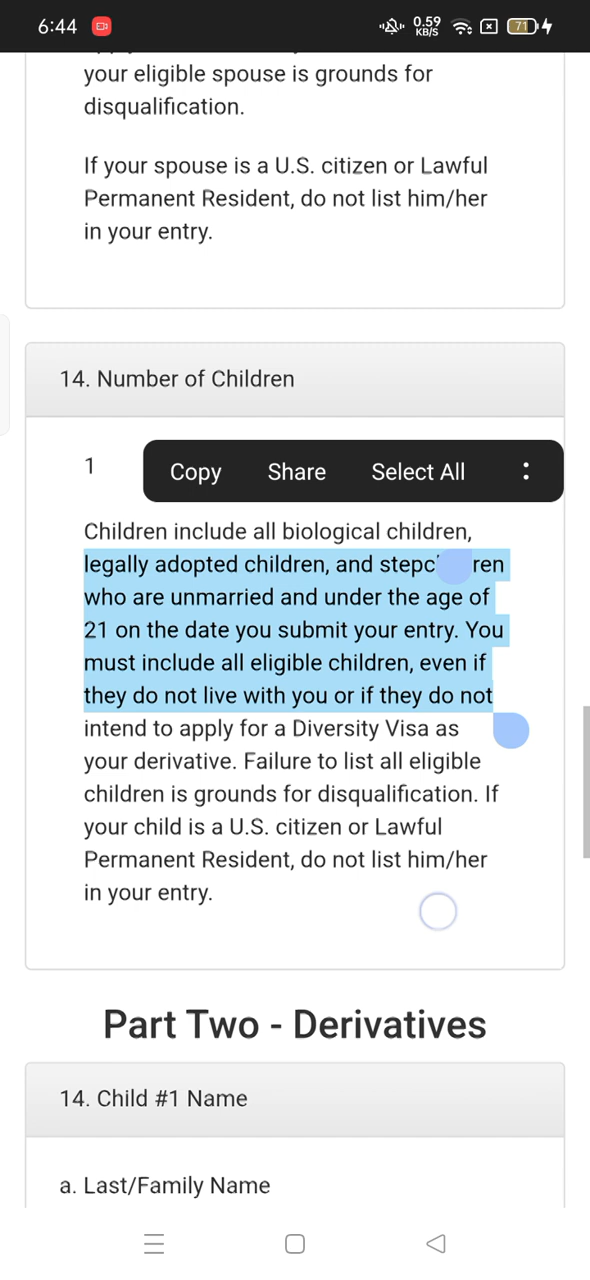 6:44
0.59
KB/S
71
your eligible spouse is grounds for
disqualification.
If your spouse is a U.S. citizen or Lawful
Permanent Resident, do not list him/her
in your entry.
14. Number of Children
1
Copy Share Select All
Children include all biological children,
legally adopted children, and
who are unmarried and under the age of
21 on the date you submit your entry. You
must include all eligible children, even if
they do not live with you or if they do not
intend to apply for a Diversity Visa as
your derivative. Failure to list all eligible
children is grounds for disqualification. If
your child is a U.S. citizen or Lawful
Permanent Resident, do not list him/her
in your entry.
Part Two - Derivatives
14. Child #1 Name
a. Last/Family Name